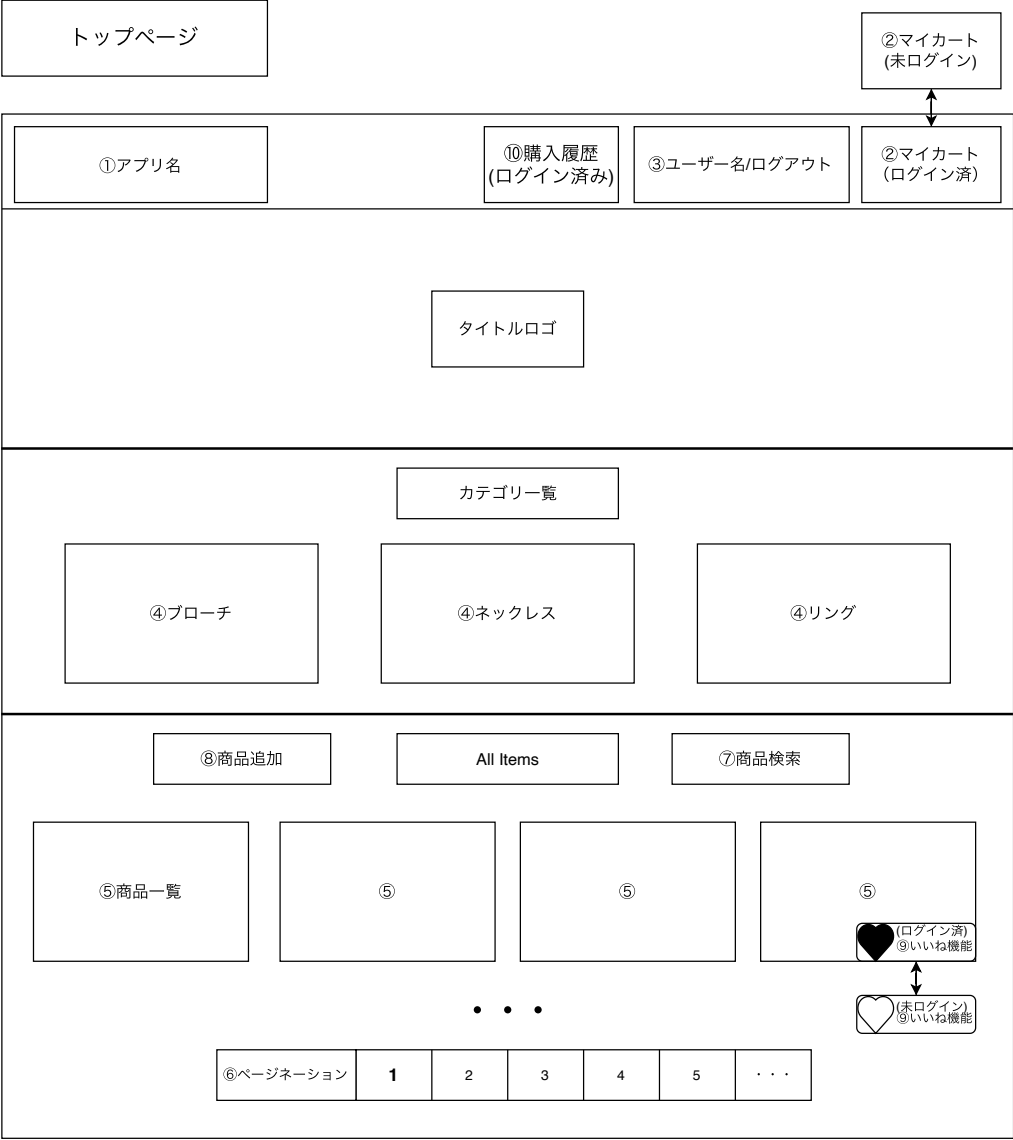 トップページ
②マイカート
(未ログイン)
①アプリ名
⑩購入履歴
(ログイン済み)
③ユーザー名/ログアウト
②マイカート
（ログイン済）
タイトルロゴ
カテゴリ一覧
④ブローチ
④ネックレス
④リング
⑧商品追加
All Items
⑦商品検索
⑤商品一覧
⑤
⑤
⑤
(ログイン済)
⑨いいね機能
(未ログイン)
⑨いいね機能
• • •
⑥ページネーション
1
2
3
4
5
・・・